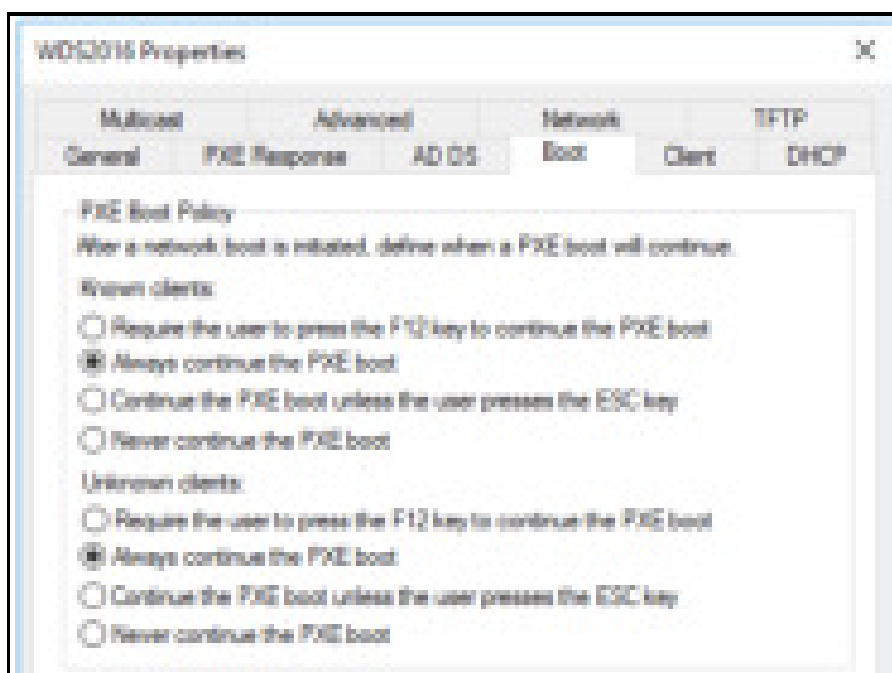 WDS2016 Properties
Multicast Advanced Network TFTP
General PXE Response AD DS Boot Client DHCP
PXE Boot Policy
After a network boot is initiated, define when a PXE boot will continue.
Known clients:
Require the user to press the F12 key to continue the PXE boot
Always continue the PXE boot
Continue the PXE boot unless the user presses the ESC key
Never continue the PXE boot
Unknown clients:
Require the user to press the F12 key to continue the PXE boot
Always continue the PXE boot
Continue the PXE boot unless the user presses the ESC key
Never continue the PXE boot